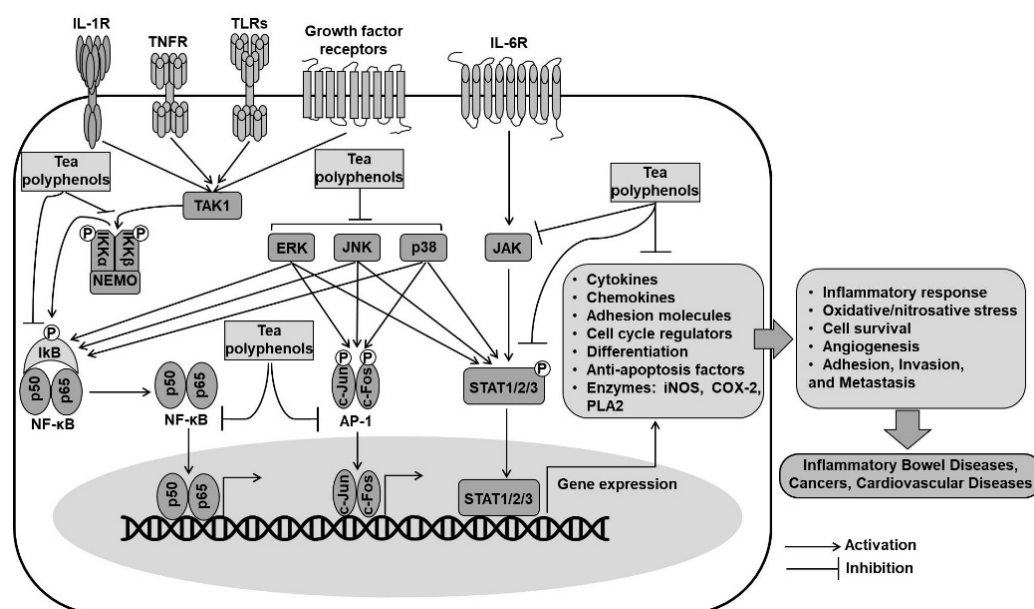 IL-1R
TNFR
TLRs
Growth factor
receptors
IL-6R
Tea
polyphenols
Tea
polyphenols
Tea
polyphenols
TAK1
P
P
IKKα
IKKβ
NEMO
ERK
JNK
p38
JAK
• Cytokines
• Chemokines
• Adhesion molecules
• Cell cycle regulators
• Differentiation
• Anti-apoptosis factors
• Enzymes: iNOS, COX-2,
PLA2
• Inflammatory response
• Oxidative/nitrosative stress
• Cell survival
• Angiogenesis
• Adhesion, Invasion,
and Metastasis
P
IkB
p50
p65
NF-κB
p50
p65
NF-κB
Tea
polyphenols
P
P
c-Jun
c-Fos
AP-1
P
STAT1/2/3
p50
p65
c-Jun
c-Fos
STAT1/2/3
Gene expression
Inflammatory Bowel Diseases,
Cancers, Cardiovascular Diseases
Activation
Inhibition